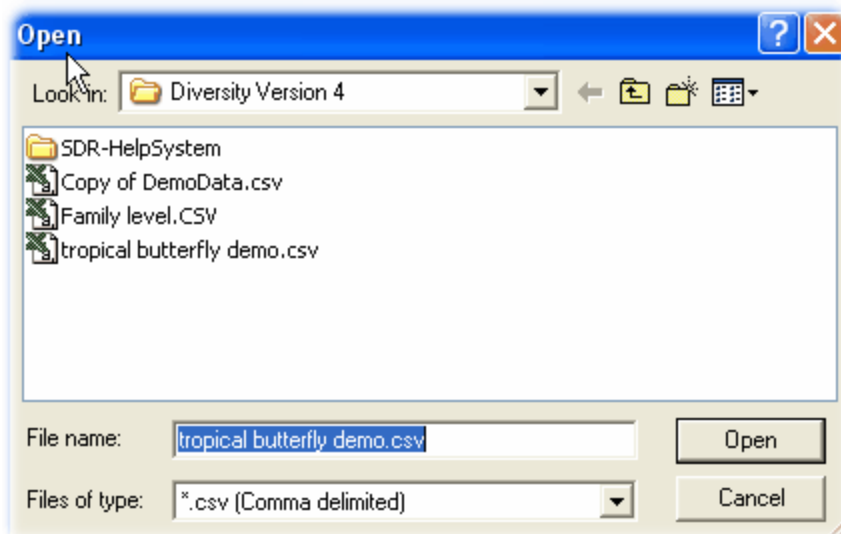 Open
Look in: Diversity Version 4
SDR-HelpSystem
Copy of DemoData.csv
Family level.CSV
tropical butterfly demo.csv
File name: tropical butterfly demo.csv Open
Files of type: *.csv (Comma delimited) Cancel